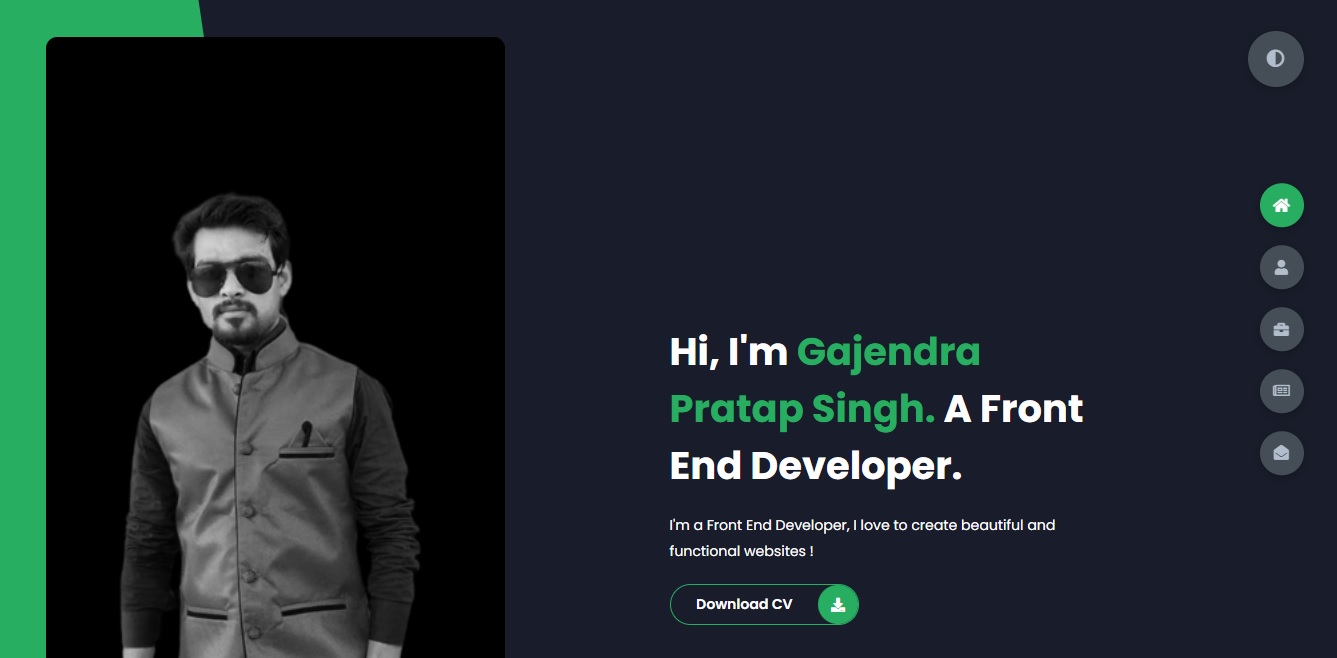 Hi, I'm Gajendra
Pratap Singh. A Front
End Developer.
I'm a Front End Developer, I love to create beautiful and
functional websites !
Download CV